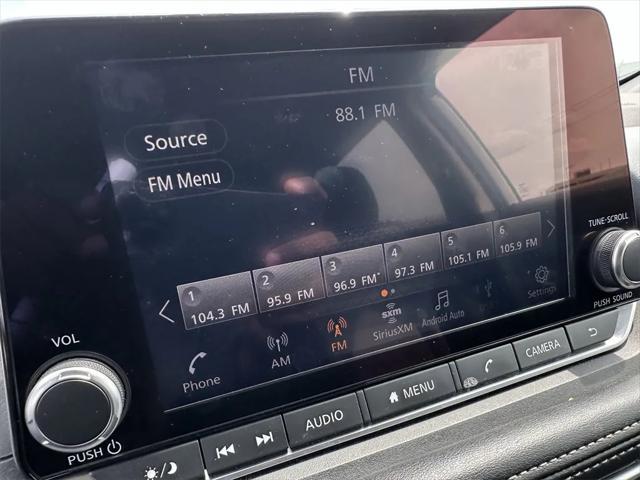 FM
88.1 FM
Source
FM Menu
1 2 3 4 5 6
104.3 FM 95.9 FM 96.9 FM 97.3 FM 105.1 FM 105.9 FM
Phone AM FM sxm SiriusXM Android Auto Settings
TUNE·SCROLL
PUSH SOUND
VOL
PUSH
AUDIO MENU CAMERA